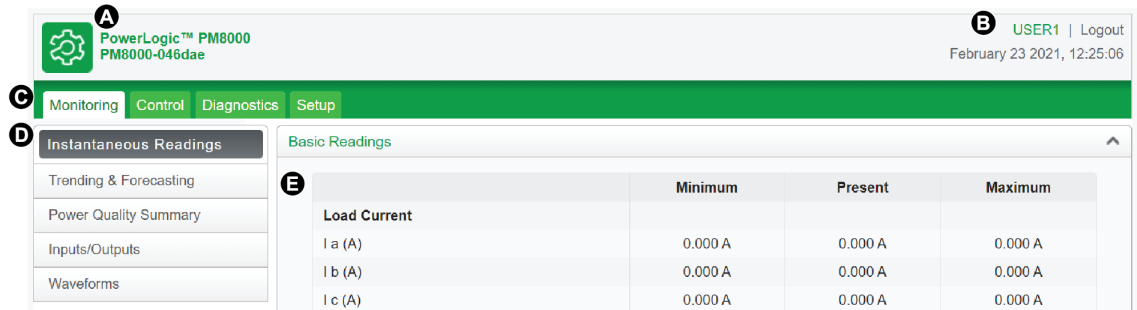 A
PowerLogic™ PM8000
PM8000-046dae
B
USER1 | Logout
February 23 2021, 12:25:06
C
Monitoring Control Diagnostics Setup
D
Instantaneous Readings
Trending & Forecasting
Power Quality Summary
Inputs/Outputs
Waveforms
Basic Readings
E
Minimum Present Maximum
Load Current
I a (A) 0.000 A 0.000 A 0.000 A
I b (A) 0.000 A 0.000 A 0.000 A
I c (A) 0.000 A 0.000 A 0.000 A